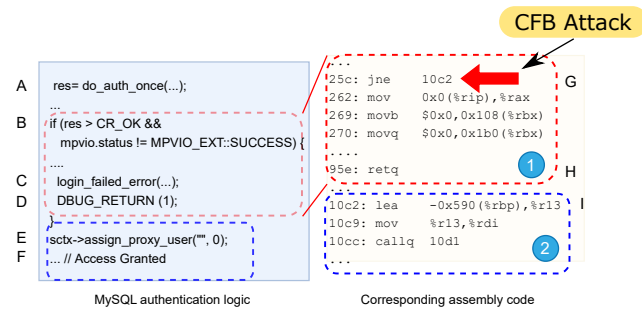 CFB Attack
A
res= do_auth_once(...);
...
B
if (res > CR_OK &&
mpvio.status != MPVIO_EXT::SUCCESS) {
....
C
login_failed_error(...);
D
DBUG_RETURN (1);
}
E
sctx->assign_proxy_user("", 0);
F
... // Access Granted
MySQL authentication logic
...
25c: jne 10c2
G
262: mov 0x0(%rip),%rax
269: movb $0x0,0x108(%rbx)
270: movq $0x0,0x1b0(%rbx)
....
1
95e: retq
H
...
10c2: lea -0x590(%rbp),%r13
I
10c9: mov %r13,%rdi
10cc: callq 10d1
2
...
Corresponding assembly code